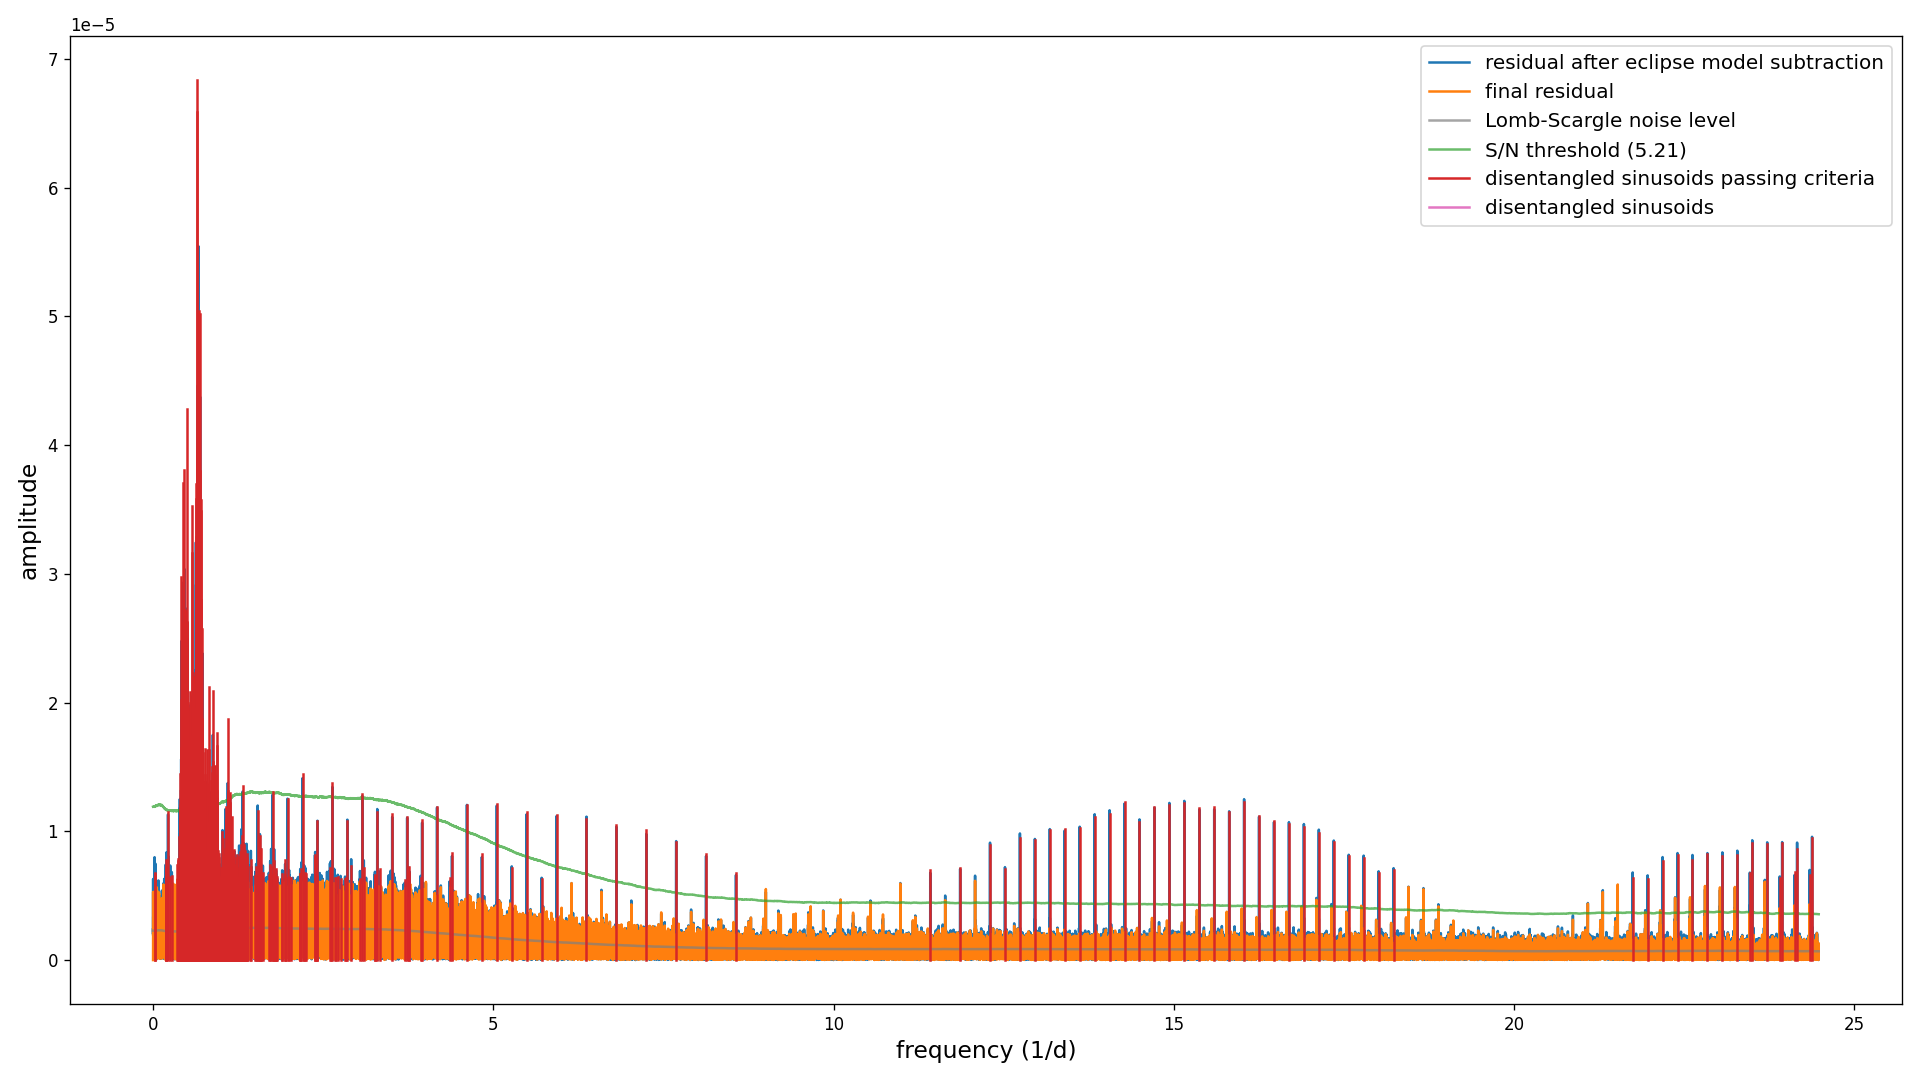 1e−5
7
6
5
4
3
2
1
0
amplitude
residual after eclipse model subtraction
final residual
Lomb-Scargle noise level
S/N threshold (5.21)
disentangled sinusoids passing criteria
disentangled sinusoids
0 5 10 15 20 25
frequency (1/d)